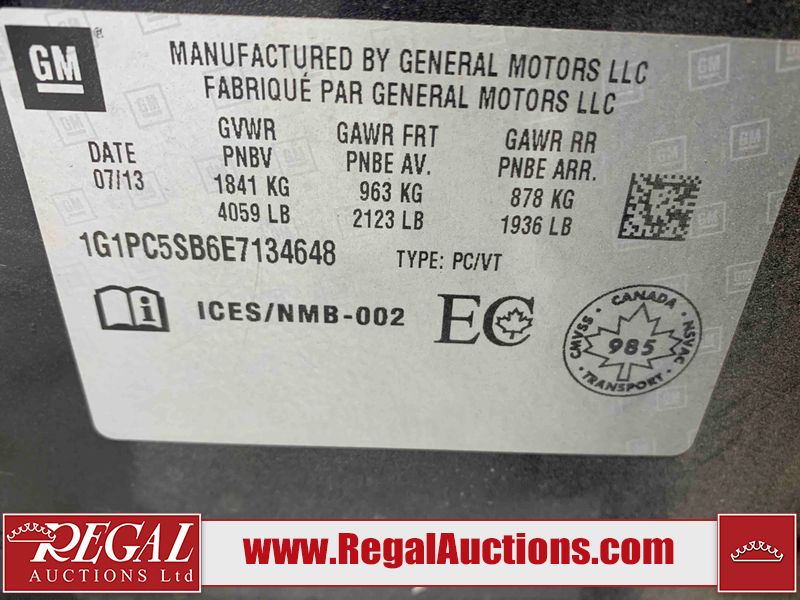 GM®
MANUFACTURED BY GENERAL MOTORS LLC
FABRIQUÉ PAR GENERAL MOTORS LLC
DATE
07/13
GVWR
PNBV
1841 KG
4059 LB
GAWR FRT
PNBE AV.
963 KG
2123 LB
GAWR RR
PNBE ARR.
878 KG
1936 LB
1G1PC5SB6E7134648
TYPE: PC/VT
i ICES/NMB-002
EC
CANADA
CMVSS
985
NSVAC
TRANSPORT
REGAL
AUCTIONS Ltd
www.RegalAuctions.com